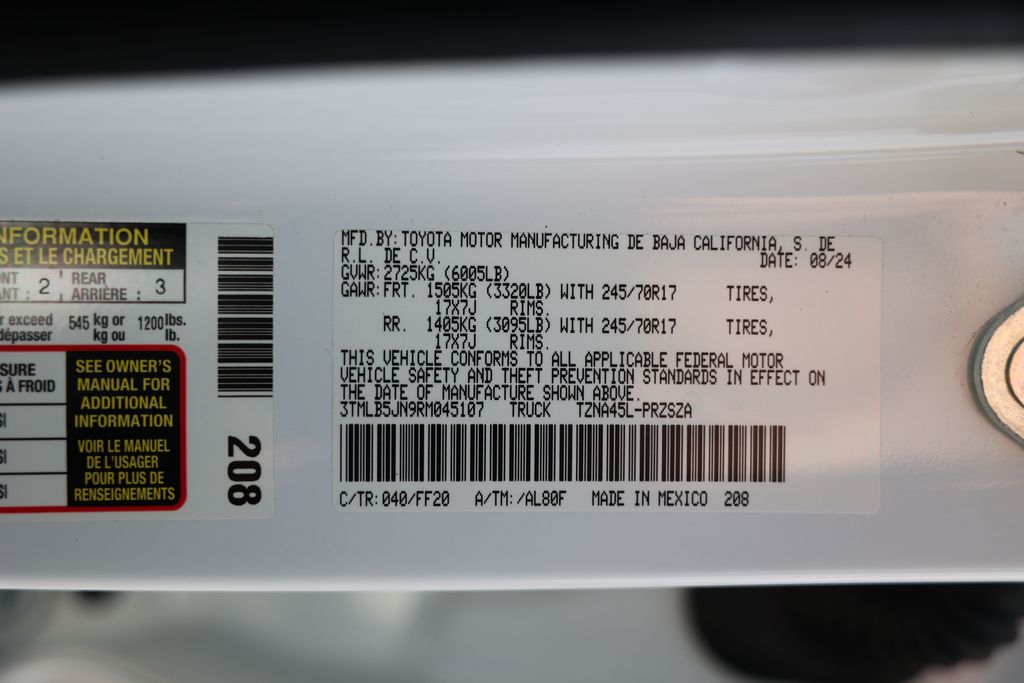 NFORMATION
S ET LE CHARGEMENT
NT : 2 REAR 3
ANT : ARRIÈRE :
r exceed 545 kg or 1200 lbs.
dépasser kg ou lb.
SURE
S À FROID
SI
SI
SI
SEE OWNER'S
MANUAL FOR
ADDITIONAL
INFORMATION
VOIR LE MANUEL
DE L'USAGER
POUR PLUS DE
RENSEIGNEMENTS
208
MFD.BY:TOYOTA MOTOR MANUFACTURING DE BAJA CALIFORNIA, S. DE
R.L. DE C.V. DATE: 08/24
GVWR:2725KG (6005LB)
GAWR:FRT. 1505KG (3320LB) WITH 245/70R17 TIRES,
17X7J RIMS.
RR. 1405KG (3095LB) WITH 245/70R17 TIRES,
17X7J RIMS.
THIS VEHICLE CONFORMS TO ALL APPLICABLE FEDERAL MOTOR
VEHICLE SAFETY AND THEFT PREVENTION STANDARDS IN EFFECT ON
THE DATE OF MANUFACTURE SHOWN ABOVE.
3TMLB5JN9RM045107 TRUCK TZNA45L-PRZSZA
C/TR:040/FF20 A/TM:/AL80F MADE IN MEXICO 208